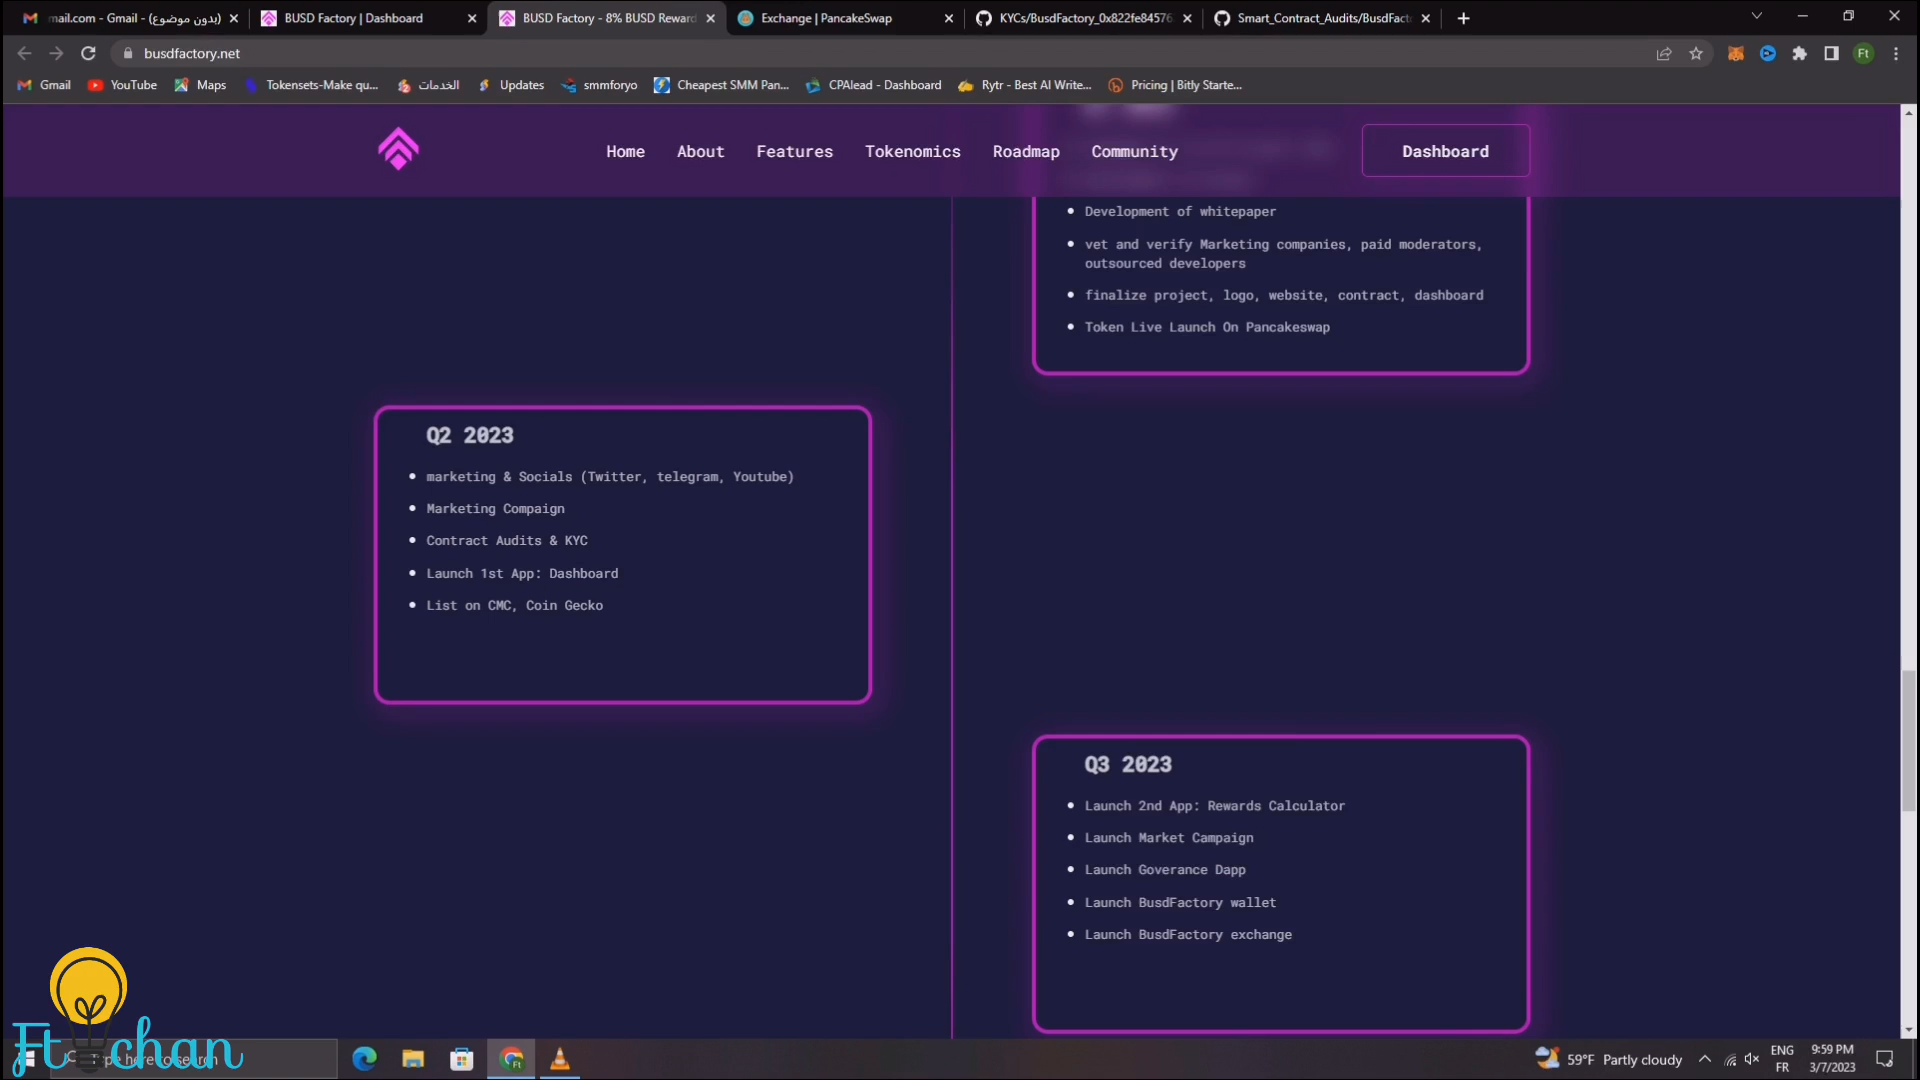 mail.com - Gmail - (بدون موضوع)
BUSD Factory | Dashboard
BUSD Factory - 8% BUSD Reward
Exchange | PancakeSwap
KYCs/BusdFactory_0x822fe84576
Smart_Contract_Audits/BusdFact
busdfactory.net
Ft
Gmail
YouTube
Maps
Tokensets-Make qu...
الخدمات
Updates
smmforyo
Cheapest SMM Pan...
CPAlead - Dashboard
Rytr - Best AI Write...
Pricing | Bitly Starte...
Home
About
Features
Tokenomics
Roadmap
Community
Dashboard
Development of whitepaper
vet and verify Marketing companies, paid moderators,
outsourced developers
finalize project, logo, website, contract, dashboard
Token Live Launch On Pancakeswap
Q2 2023
marketing & Socials (Twitter, telegram, Youtube)
Marketing Compaign
Contract Audits & KYC
Launch 1st App: Dashboard
List on CMC, Coin Gecko
Q3 2023
Launch 2nd App: Rewards Calculator
Launch Market Campaign
Launch Goverance Dapp
Launch BusdFactory wallet
Launch BusdFactory exchange
Ft chan
Type here to search
59°F Partly cloudy
ENG
FR
9:59 PM
3/7/2023